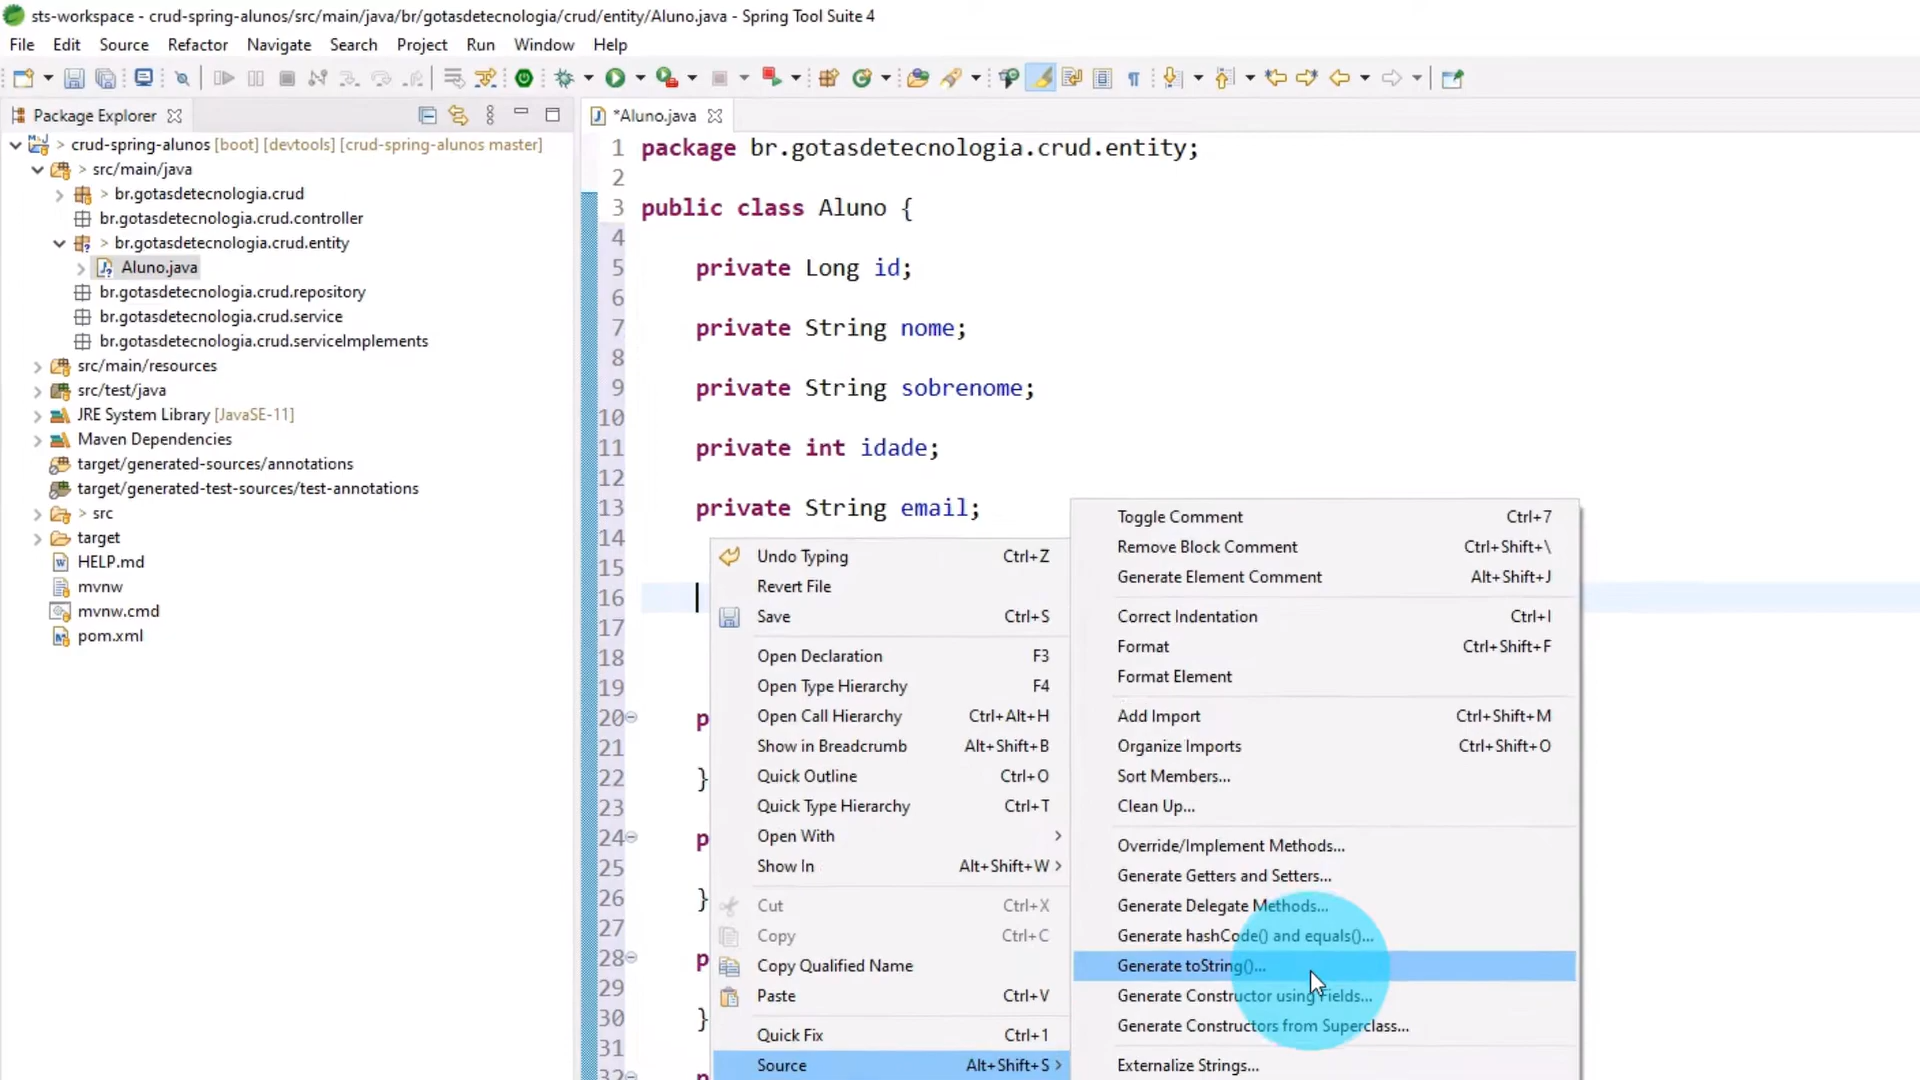 sts-workspace - crud-spring-alunos/src/main/java/br/gotasdetecnologia/crud/entity/Aluno.java - Spring Tool Suite 4
File Edit Source Refactor Navigate Search Project Run Window Help
Package Explorer
> crud-spring-alunos [boot] [devtools] [crud-spring-alunos master]
> src/main/java
> br.gotasdetecnologia.crud
br.gotasdetecnologia.crud.controller
> br.gotasdetecnologia.crud.entity
Aluno.java
br.gotasdetecnologia.crud.repository
br.gotasdetecnologia.crud.service
br.gotasdetecnologia.crud.serviceImplements
src/main/resources
src/test/java
JRE System Library [JavaSE-11]
Maven Dependencies
target/generated-sources/annotations
target/generated-test-sources/test-annotations
> src
target
HELP.md
mvnw
mvnw.cmd
pom.xml
*Aluno.java
1 package br.gotasdetecnologia.crud.entity;
2
3 public class Aluno {
4
5 private Long id;
6
7 private String nome;
8
9 private String sobrenome;
10
11 private int idade;
12
13 private String email;
14
15
16
17
18
19
20 p
21
22 }
23
24 p
25
26 }
27
28 p
29
30 }
31
32 p
Undo Typing Ctrl+Z
Revert File
Save Ctrl+S
Open Declaration F3
Open Type Hierarchy F4
Open Call Hierarchy Ctrl+Alt+H
Show in Breadcrumb Alt+Shift+B
Quick Outline Ctrl+O
Quick Type Hierarchy Ctrl+T
Open With
Show In Alt+Shift+W
Cut Ctrl+X
Copy Ctrl+C
Copy Qualified Name
Paste Ctrl+V
Quick Fix Ctrl+1
Source Alt+Shift+S
Toggle Comment Ctrl+7
Remove Block Comment Ctrl+Shift+\
Generate Element Comment Alt+Shift+J
Correct Indentation Ctrl+I
Format Ctrl+Shift+F
Format Element
Add Import Ctrl+Shift+M
Organize Imports Ctrl+Shift+O
Sort Members...
Clean Up...
Override/Implement Methods...
Generate Getters and Setters...
Generate Delegate Methods...
Generate hashCode() and equals()...
Generate toString()...
Generate Constructor using Fields...
Generate Constructors from Superclass...
Externalize Strings...